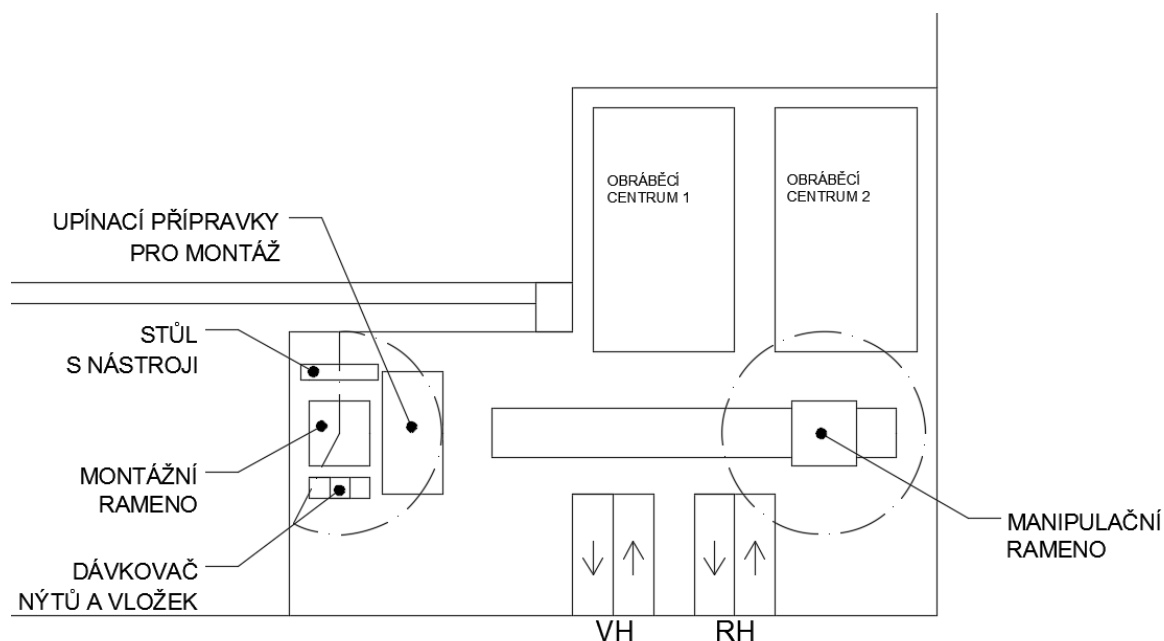 OBRÁBĚCÍ
CENTRUM 1
OBRÁBĚCÍ
CENTRUM 2
UPÍNACÍ PŘÍPRAVKY
PRO MONTÁŽ
STŮL
S NÁSTROJI
MONTÁŽNÍ
RAMENO
MANIPULAČNÍ
RAMENO
DÁVKOVAČ
NÝTŮ A VLOŽEK
VH
RH